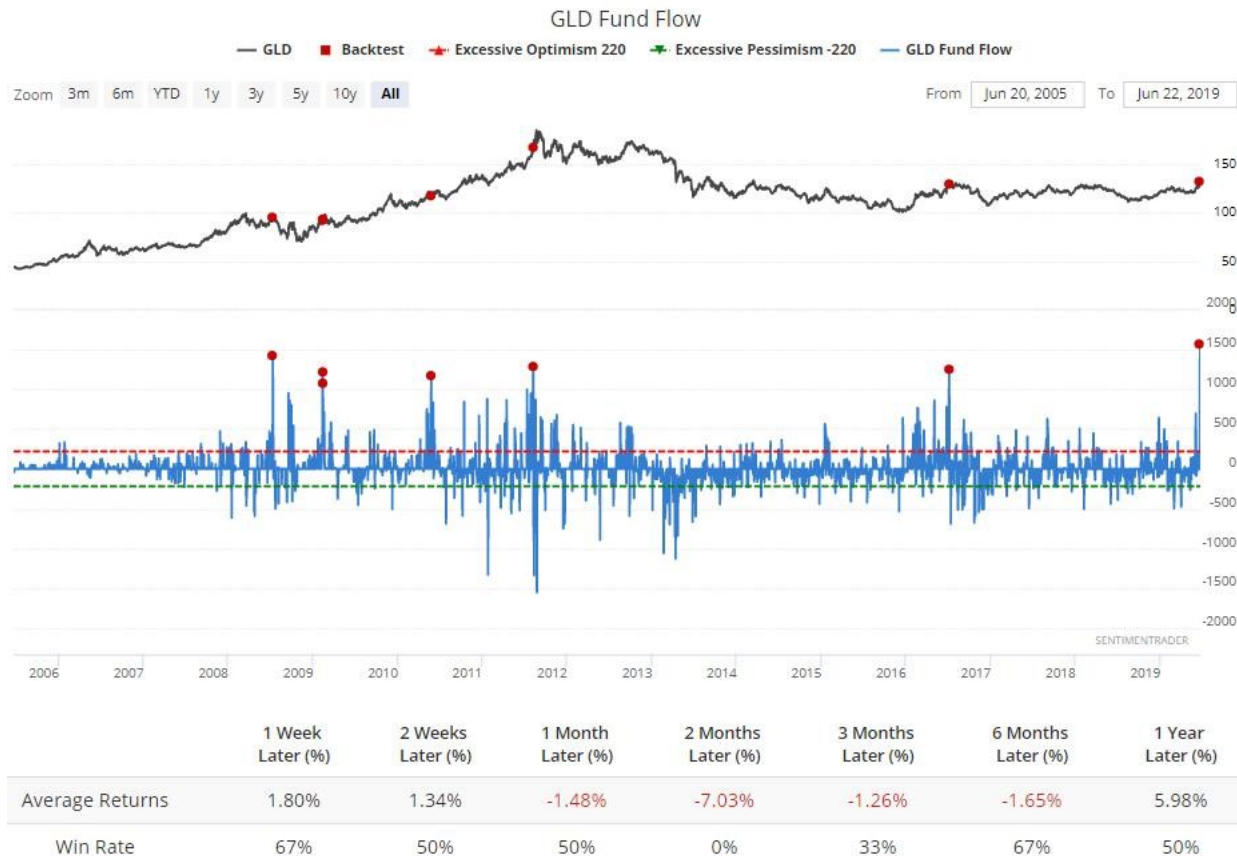 GLD Fund Flow
GLD Backtest Excessive Optimism 220 Excessive Pessimism -220 GLD Fund Flow
Zoom 3m 6m YTD 1y 3y 5y 10y All From Jun 20, 2005 To Jun 22, 2019
150
100
50
0
2000
1500
1000
500
0
-500
-1000
-1500
-2000
SENTIMENTRADER
2006 2007 2008 2009 2010 2011 2012 2013 2014 2015 2016 2017 2018 2019
1 Week 2 Weeks 1 Month 2 Months 3 Months 6 Months 1 Year
Later (%) Later (%) Later (%) Later (%) Later (%) Later (%) Later (%)
Average Returns 1.80% 1.34% -1.48% -7.03% -1.26% -1.65% 5.98%
Win Rate 67% 50% 50% 0% 33% 67% 50%